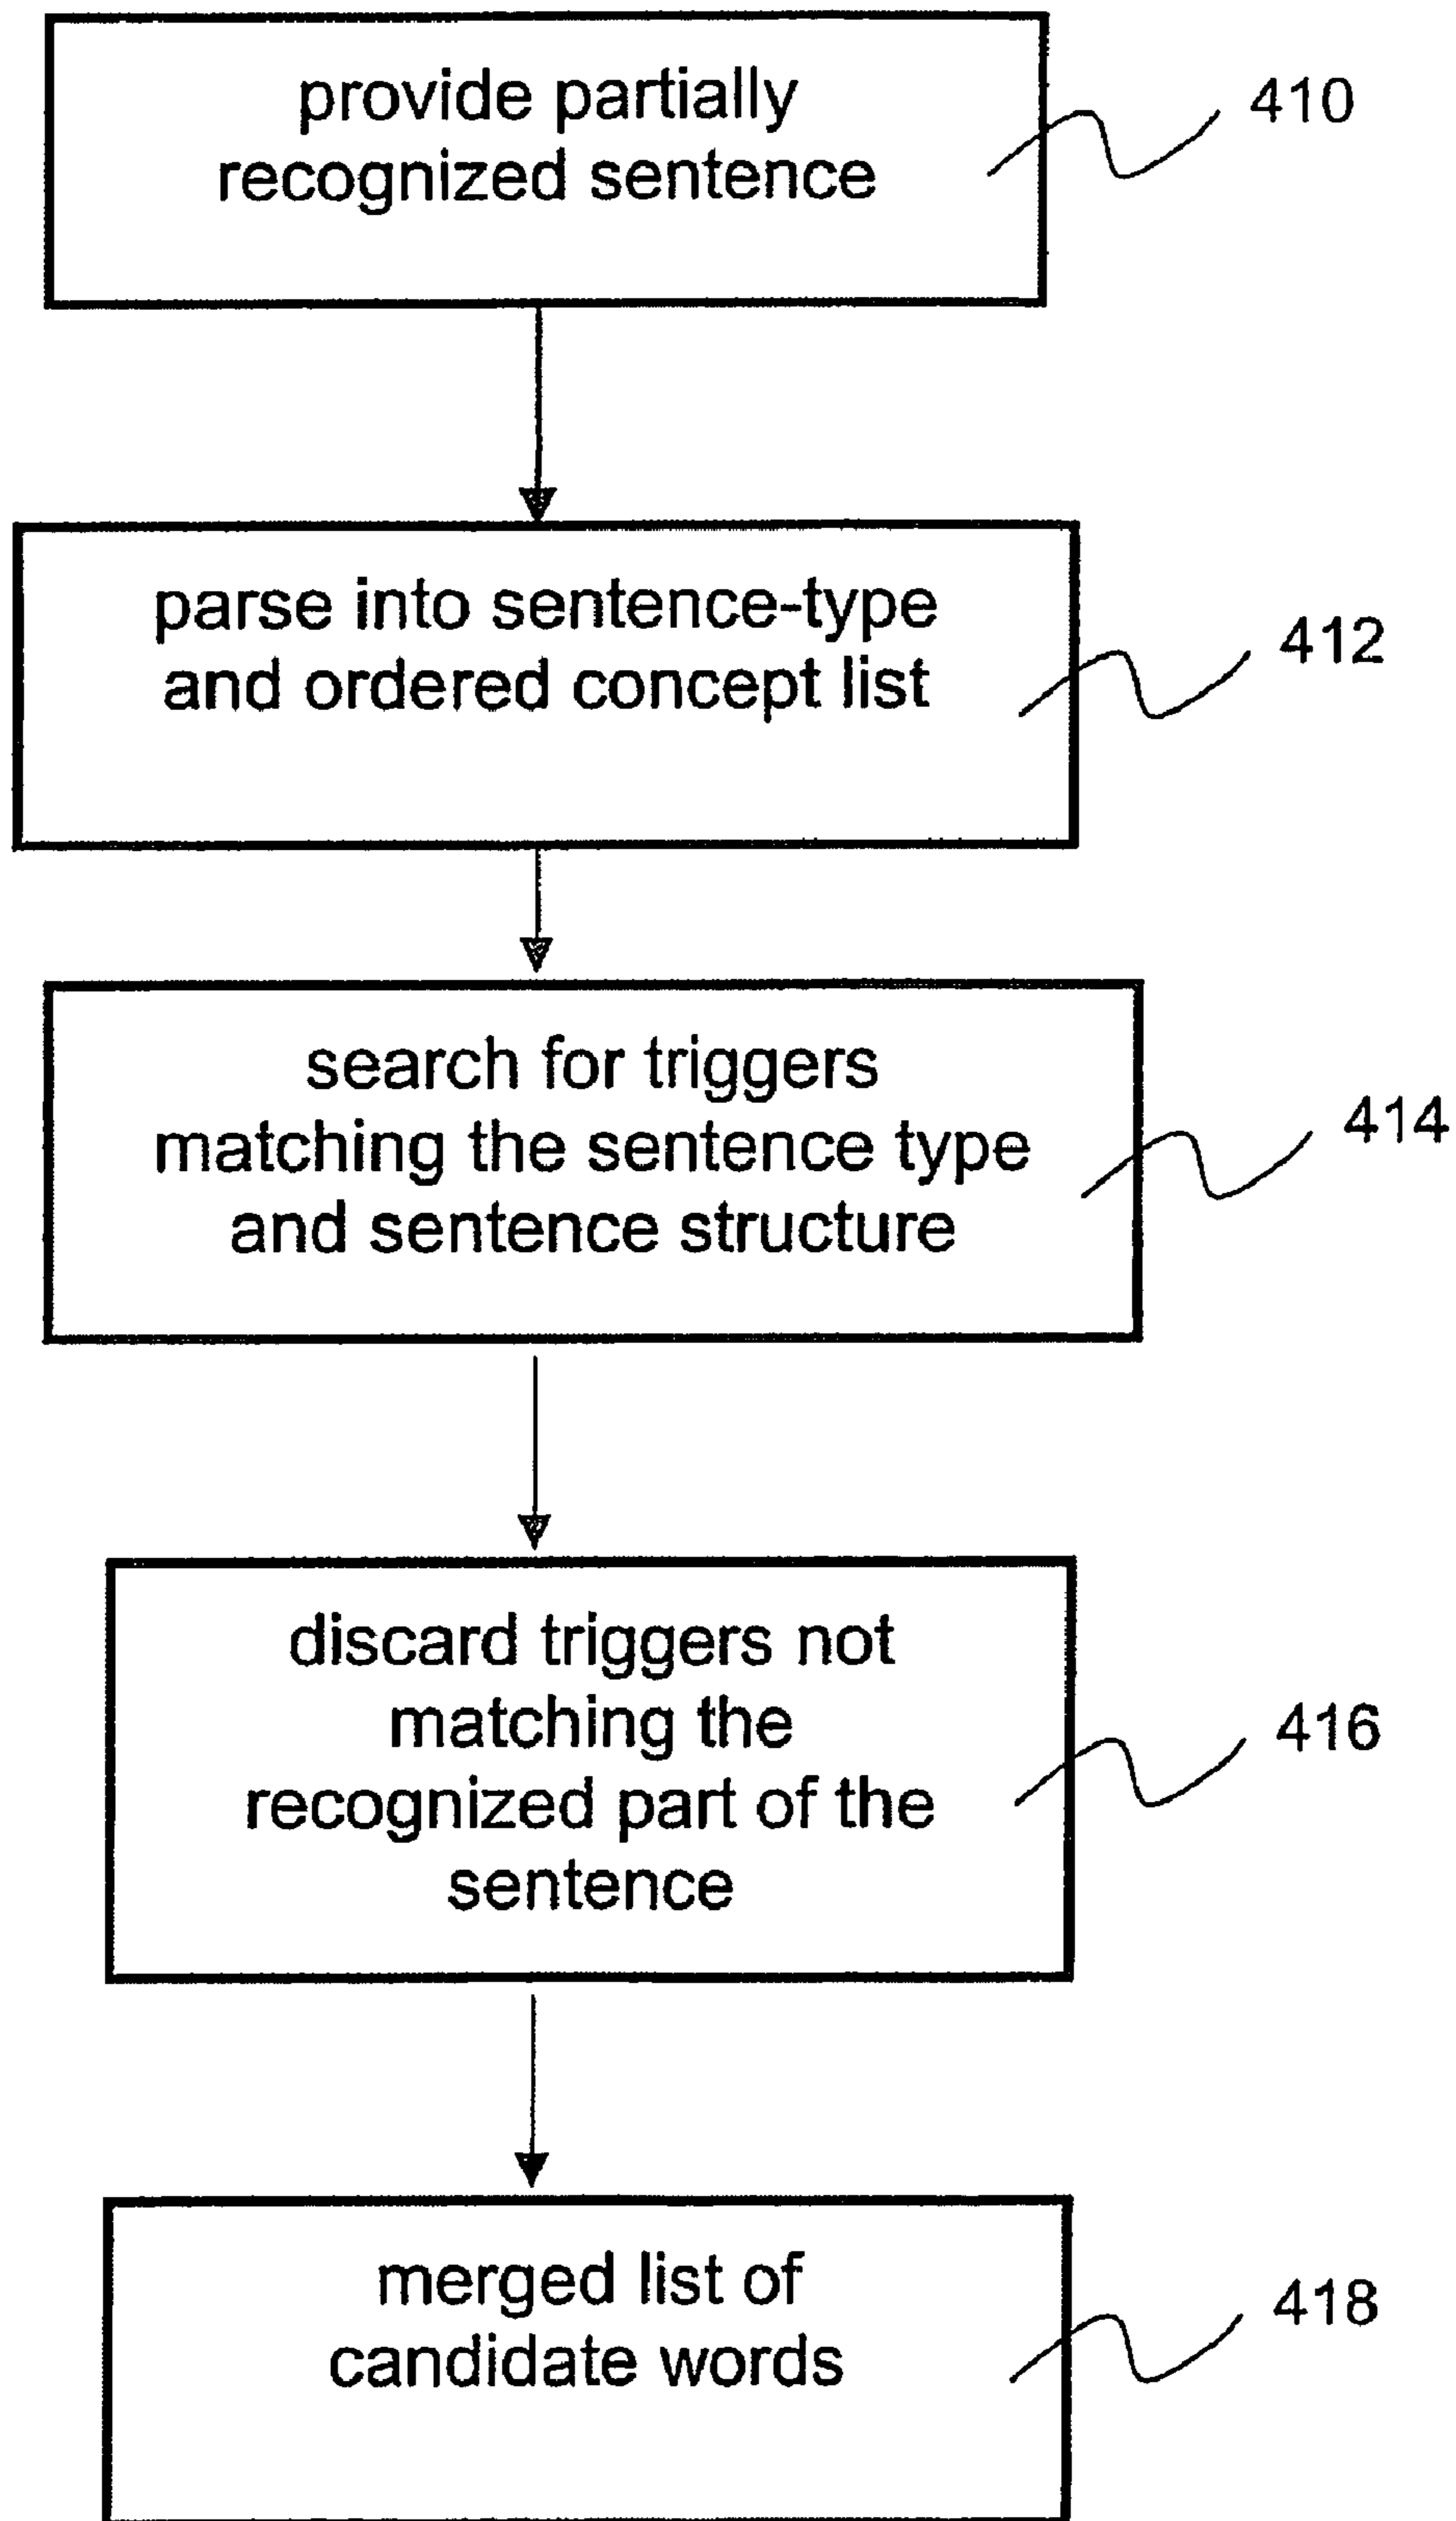 provide partially
recognized sentence
410
parse into sentence-type
and ordered concept list
412
search for triggers
matching the sentence type
and sentence structure
414
discard triggers not
matching the
recognized part of the
sentence
416
merged list of
candidate words
418